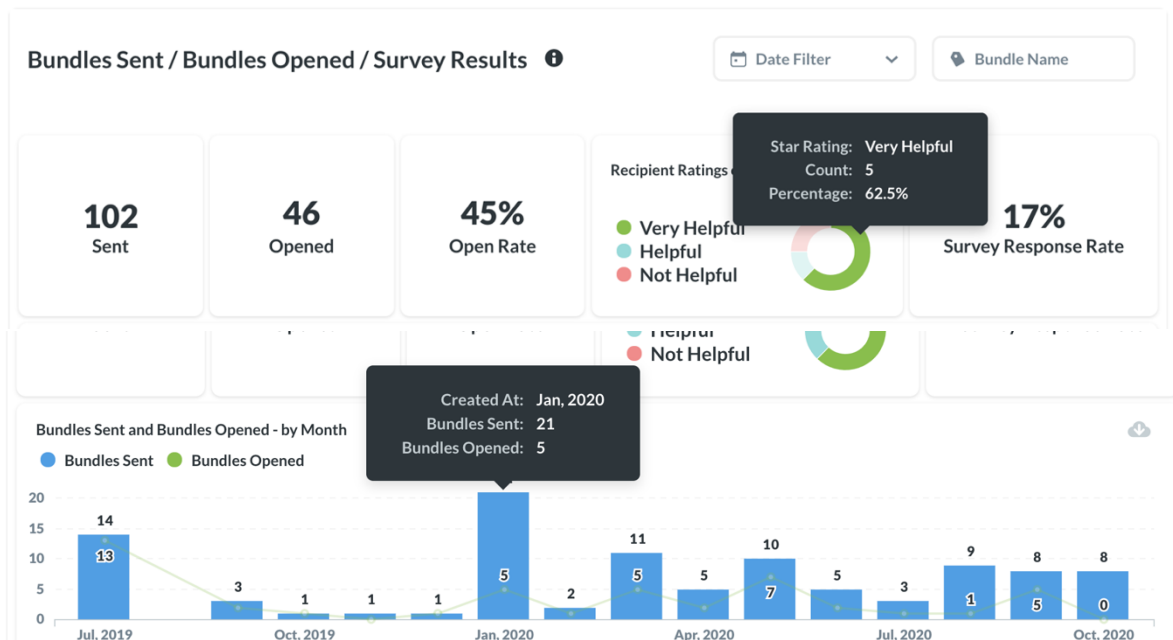 Bundles Sent / Bundles Opened / Survey Results
Date Filter
Bundle Name
Star Rating: Very Helpful
Count: 5
Percentage: 62.5%
102
Sent
46
Opened
45%
Open Rate
Recipient Ratings
Very Helpful
Helpful
Not Helpful
17%
Survey Response Rate
Helpful
Not Helpful
Created At: Jan, 2020
Bundles Sent: 21
Bundles Opened: 5
Bundles Sent and Bundles Opened - by Month
Bundles Sent
Bundles Opened
20
15
10
5
0
14
13
3
1
1
1
5
2
11
5
5
10
7
5
3
9
1
8
5
8
0
Jul, 2019
Oct, 2019
Jan, 2020
Apr, 2020
Jul, 2020
Oct, 2020